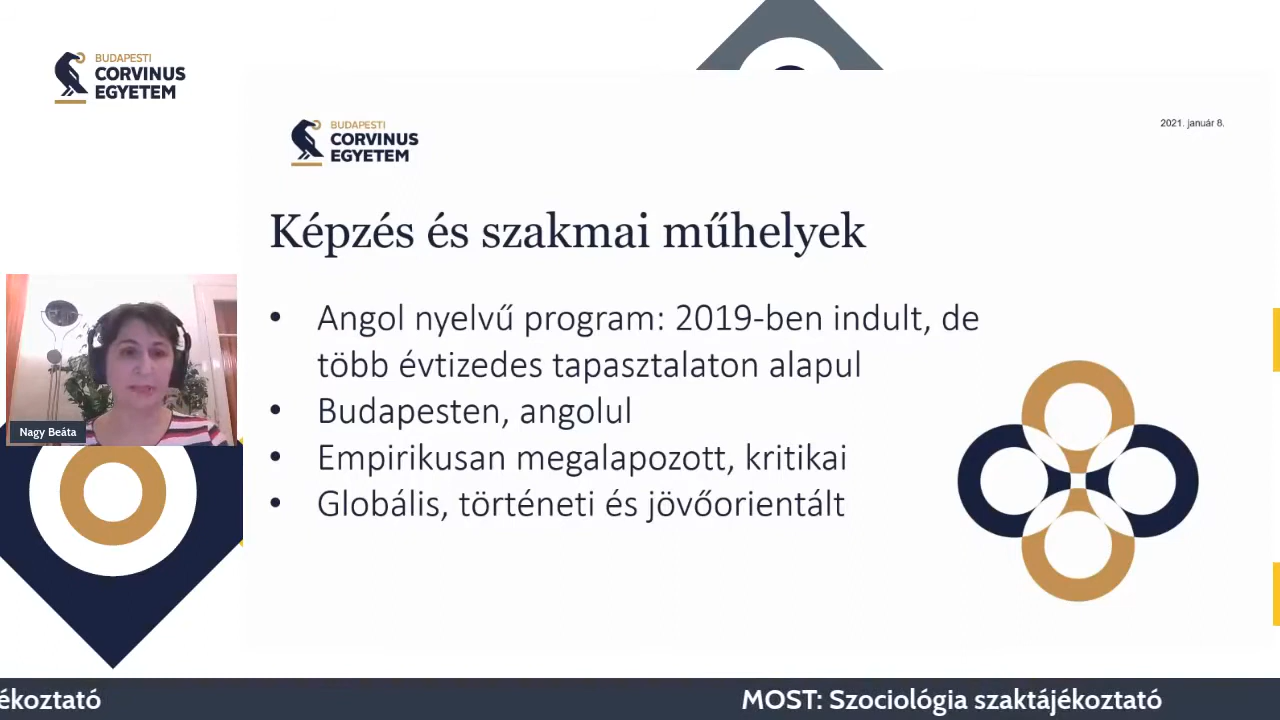 BUDAPESTI
CORVINUS
EGYETEM
BUDAPESTI
CORVINUS
EGYETEM
2021. január 8.
Képzés és szakmai műhelyek
• Angol nyelvű program: 2019-ben indult, de
több évtizedes tapasztalaton alapul
• Budapesten, angolul
• Empirikusan megalapozott, kritikai
• Globális, történeti és jövőorientált
Nagy Beáta
ékoztató
MOST: Szociológia szaktájékoztató